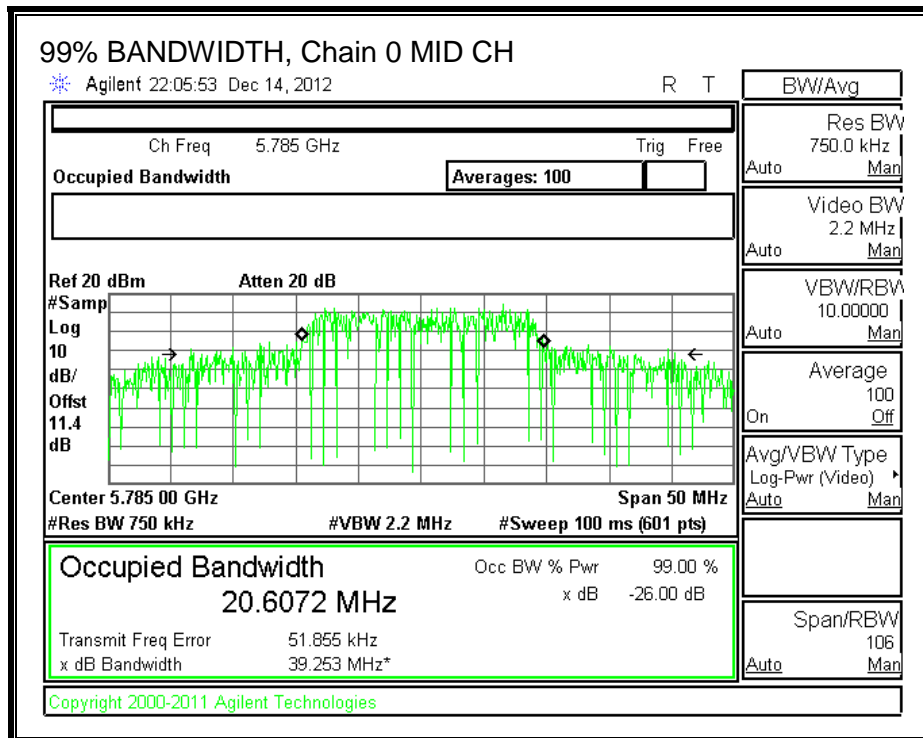 99% BANDWIDTH, Chain 0 MID CH
Agilent 22:05:53 Dec 14, 2012 R T
Ch Freq 5.785 GHz Trig Free
Occupied Bandwidth Averages: 100
Ref 20 dBm Atten 20 dB
#Samp
Log
10
dB/
Offst
11.4
dB
Center 5.785 00 GHz Span 50 MHz
#Res BW 750 kHz #VBW 2.2 MHz #Sweep 100 ms (601 pts)
Occupied Bandwidth Occ BW % Pwr 99.00 %
20.6072 MHz x dB -26.00 dB
Transmit Freq Error 51.855 kHz
x dB Bandwidth 39.253 MHz*
Copyright 2000-2011 Agilent Technologies
BW/Avg
Res BW
750.0 kHz
Auto Man
Video BW
2.2 MHz
Auto Man
VBW/RBW
10.00000
Auto Man
Average
100
On Off
Avg/VBW Type
Log-Pwr (Video)
Auto Man
Span/RBW
106
Auto Man